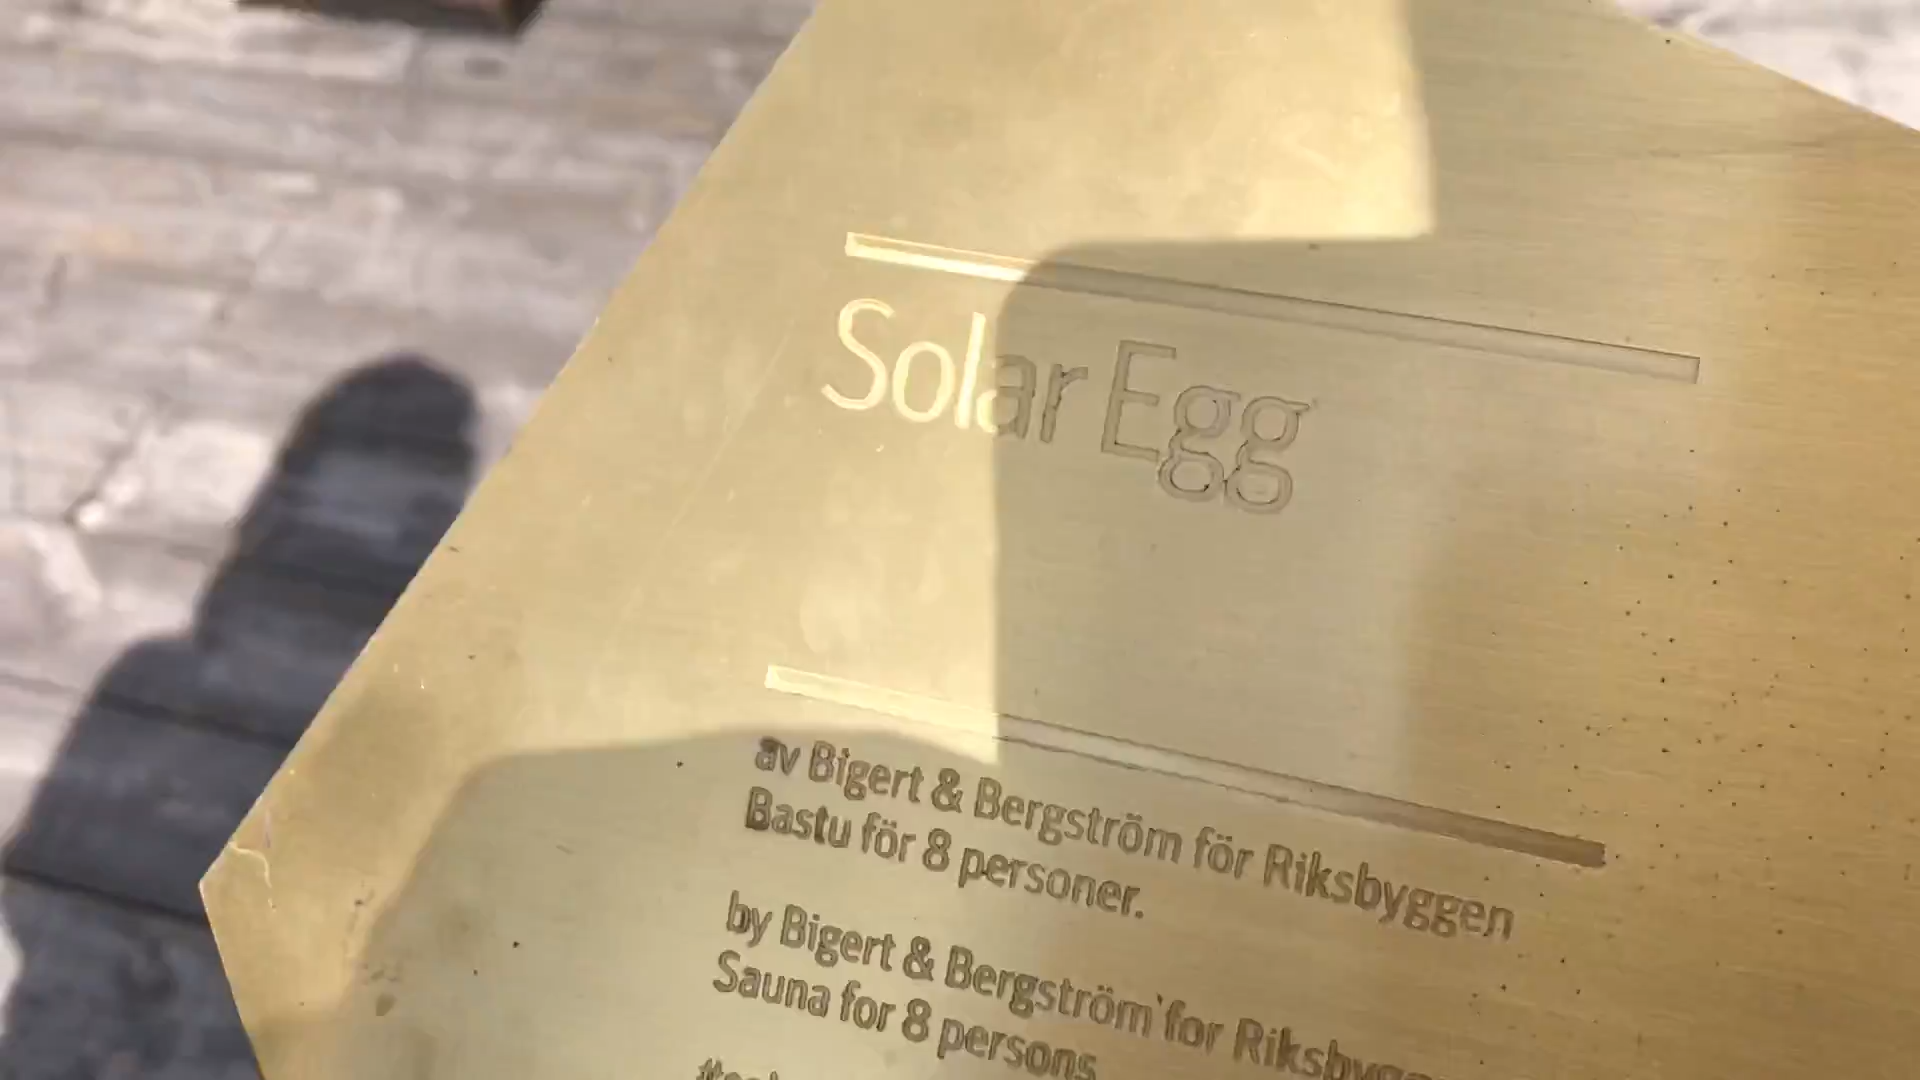 Solar Egg
av Bigert & Bergström för Riksbyggen
Bastu för 8 personer.
by Bigert & Bergström for
Sauna for 8 persons